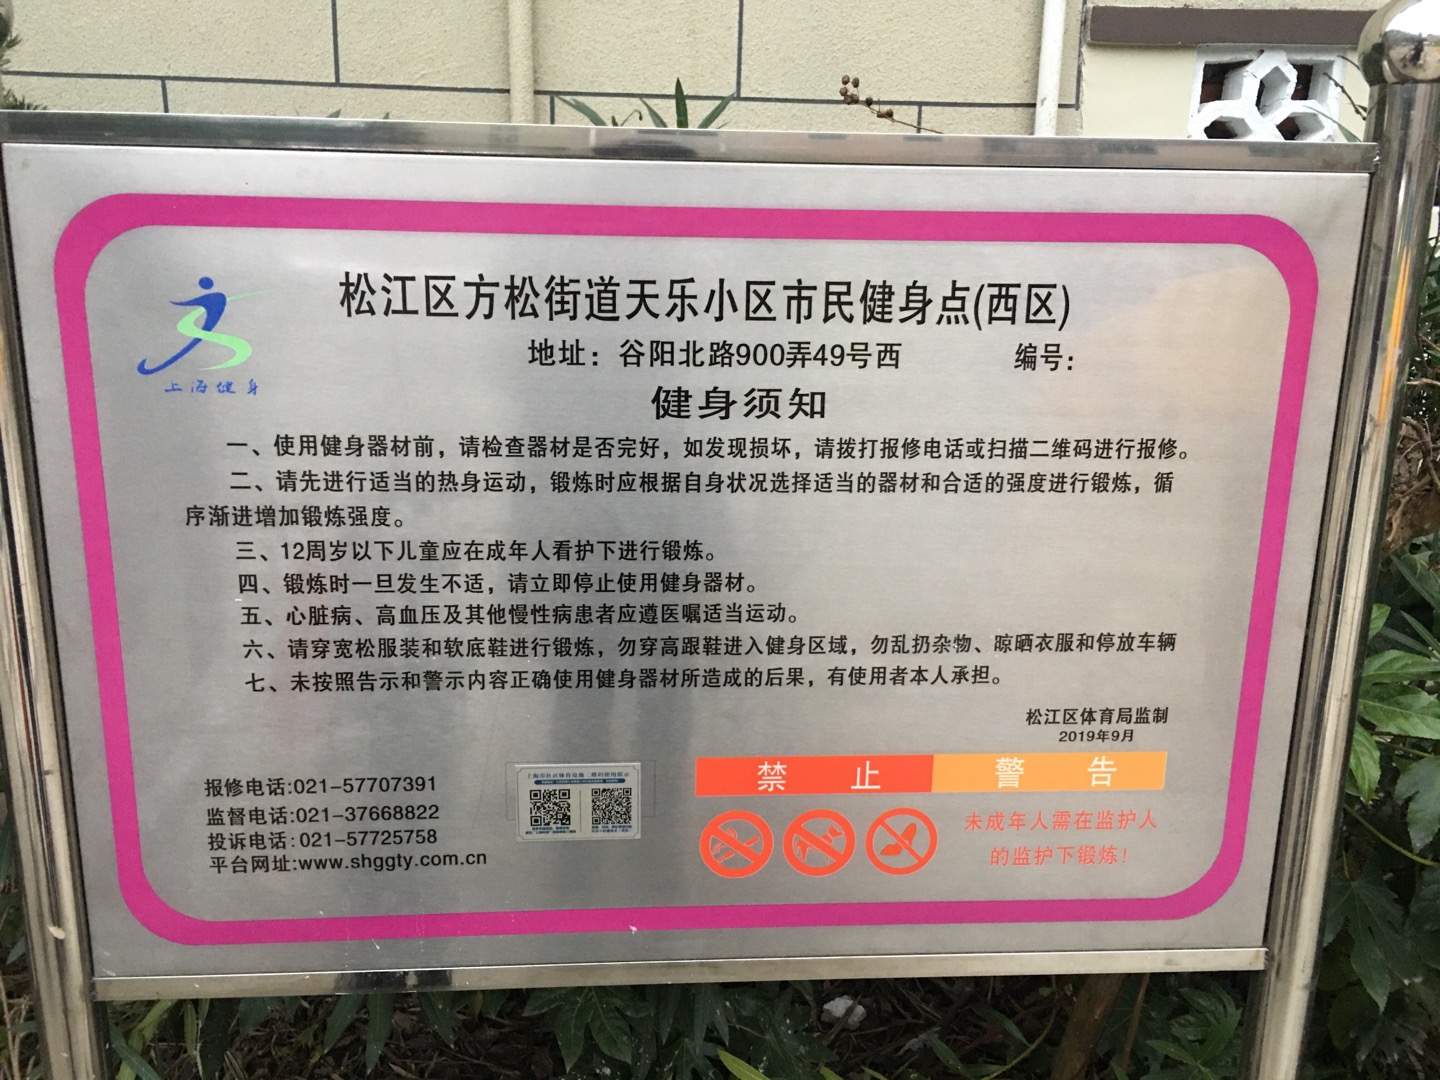 松江区方松街道天乐小区市民健身点(西区)
地址：谷阳北路900弄49号西
编号：
上海健身
健身须知
一、使用健身器材前，请检查器材是否完好，如发现损坏，请拨打报修电话或扫描二维码进行报修。
二、请先进行适当的热身运动，锻炼时应根据自身状况选择适当的器材和合适的强度进行锻炼，循
序渐进增加锻炼强度。
三、12周岁以下儿童应在成年人看护下进行锻炼。
四、锻炼时一旦发生不适，请立即停止使用健身器材。
五、心脏病、高血压及其他慢性病患者应遵医嘱适当运动。
六、请穿宽松服装和软底鞋进行锻炼，勿穿高跟鞋进入健身区域，勿乱扔杂物、晾晒衣服和停放车辆
七、未按照告示和警示内容正确使用健身器材所造成的后果，有使用者本人承担。
松江区体育局监制
2019年9月
报修电话:021-57707391
监督电话:021-37668822
投诉电话:021-57725758
平台网址:www.shggty.com.cn
禁止
警告
未成年人需在监护人
的监护下锻炼!